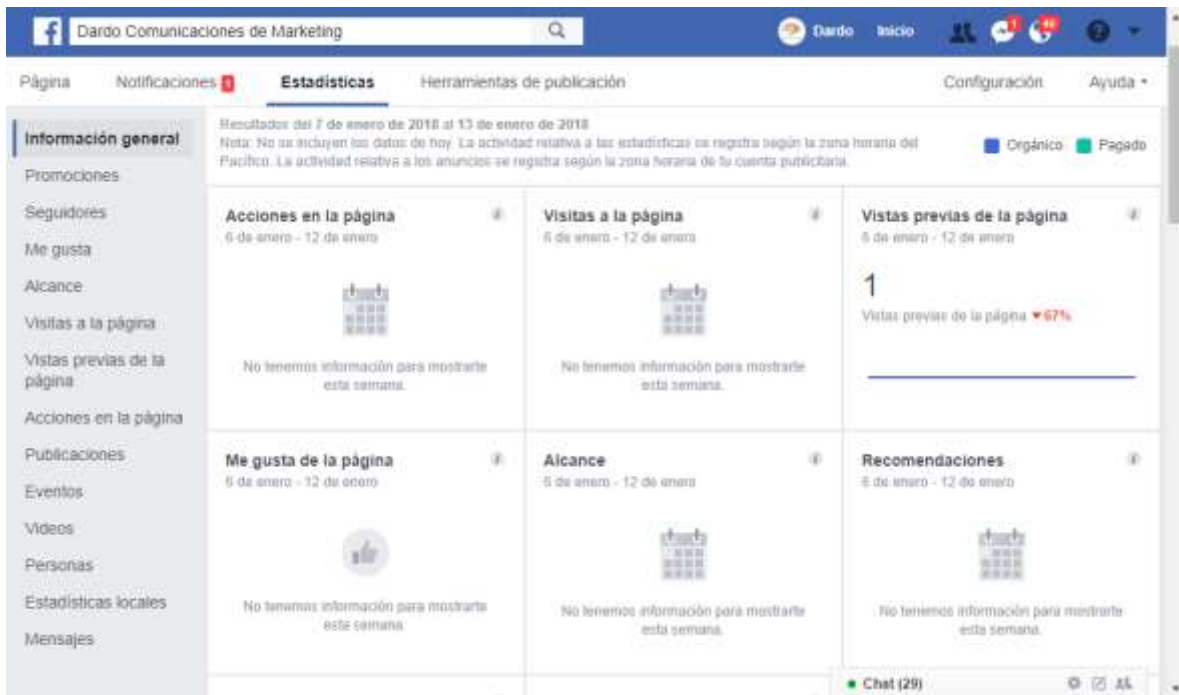 Dardo Comunicaciones de Marketing
Dardo Inicio
Página Notificaciones Estadísticas Herramientas de publicación Configuración Ayuda
Información general
Promociones
Seguidores
Me gusta
Alcance
Visitas a la página
Vistas previas de la
página
Acciones en la página
Publicaciones
Eventos
Videos
Personas
Estadísticas locales
Mensajes
Resultados del 7 de enero de 2018 al 13 de enero de 2018
Nota: No se incluyen los datos de hoy. La actividad relativa a las estadísticas se registra según la zona horaria del
Pacífico. La actividad relativa a los anuncios se registra según la zona horaria de tu cuenta publicitaria.
Orgánico Pagado
Acciones en la página
6 de enero - 12 de enero
No tenemos información para mostrarte
esta semana.
Visitas a la página
6 de enero - 12 de enero
No tenemos información para mostrarte
esta semana.
Vistas previas de la página
6 de enero - 12 de enero
1
Vistas previas de la página ▼67%
Me gusta de la página
6 de enero - 12 de enero
No tenemos información para mostrarte
esta semana.
Alcance
6 de enero - 12 de enero
No tenemos información para mostrarte
esta semana.
Recomendaciones
6 de enero - 12 de enero
No tenemos información para mostrarte
esta semana.
Chat (29)